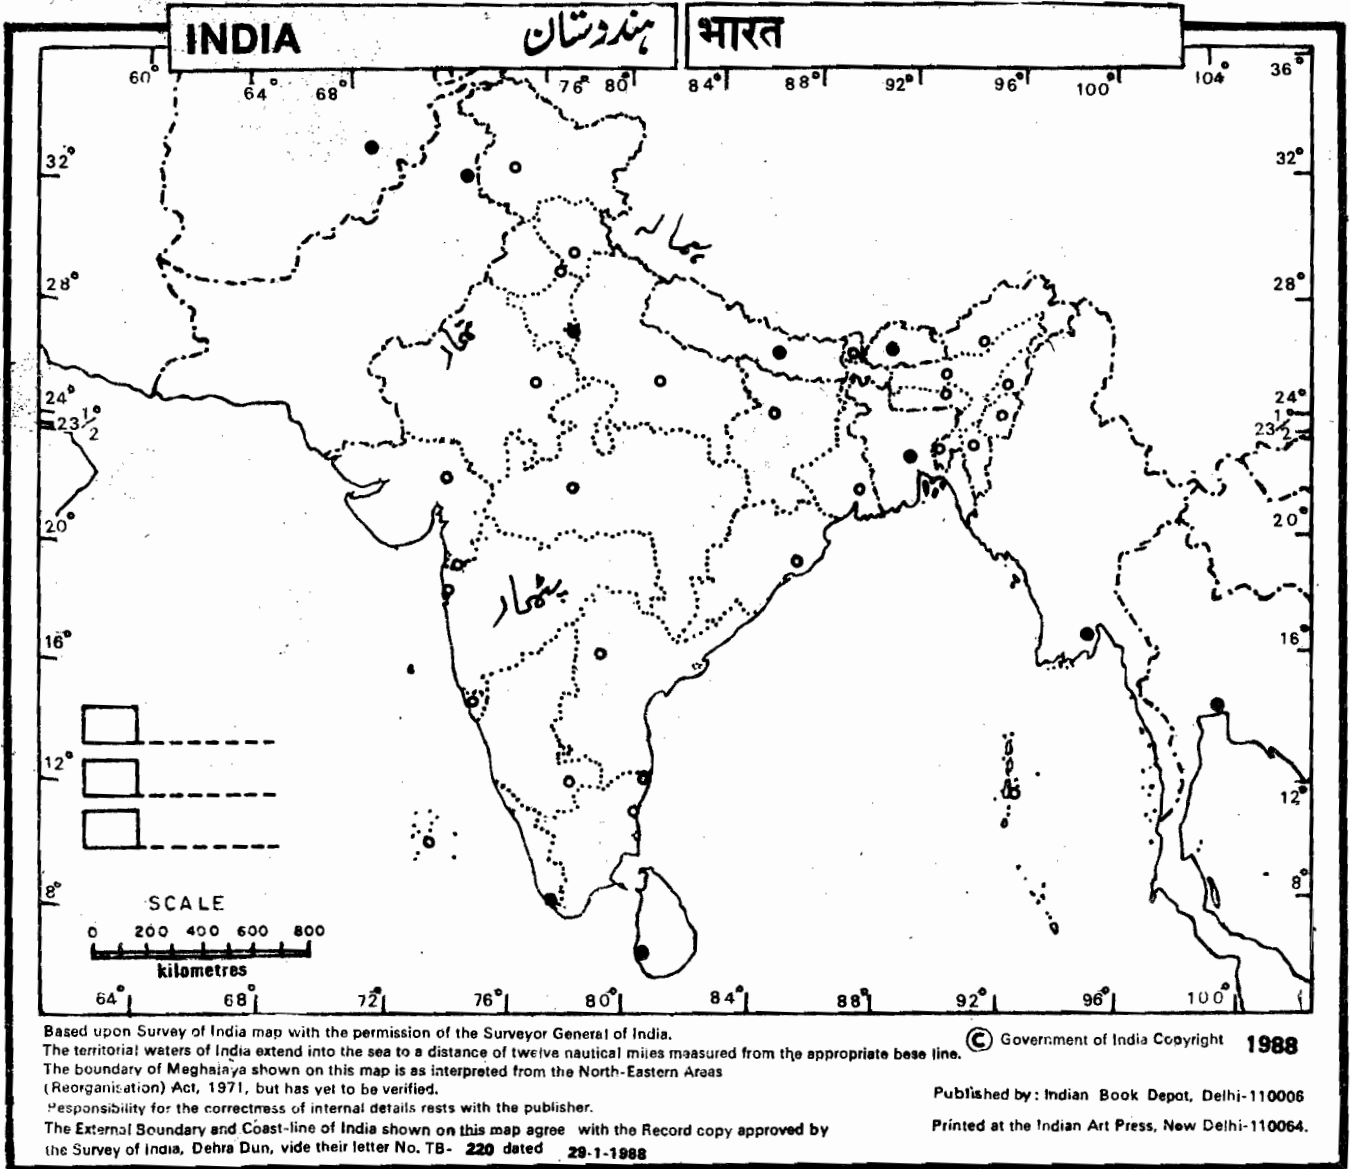 INDIA ہندوستان भारत
60° 64° 68° 76° 80° 84° 88° 92° 96° 100° 104° 36°
32° 32°
ہمالہ
28° 28°
24° 24°
23 1/2° 23 1/2°
20° 20°
16° 16°
12° 12°
8° 8°
SCALE
0 200 400 600 800
kilometres
64° 68° 72° 76° 80° 84° 88° 92° 96° 100°
Based upon Survey of India map with the permission of the Surveyor General of India.
The territorial waters of India extend into the sea to a distance of twelve nautical miles measured from the appropriate base line.
The boundary of Meghalaya shown on this map is as interpreted from the North-Eastern Areas
(Reorganisation) Act, 1971, but has yet to be verified.
Responsibility for the correctness of internal details rests with the publisher.
The External Boundary and Coast-line of India shown on this map agree with the Record copy approved by
the Survey of India, Dehra Dun, vide their letter No. TB- 220 dated 29-1-1988
© Government of India Copyright 1988
Published by: Indian Book Depot, Delhi-110006
Printed at the Indian Art Press, New Delhi-110064.